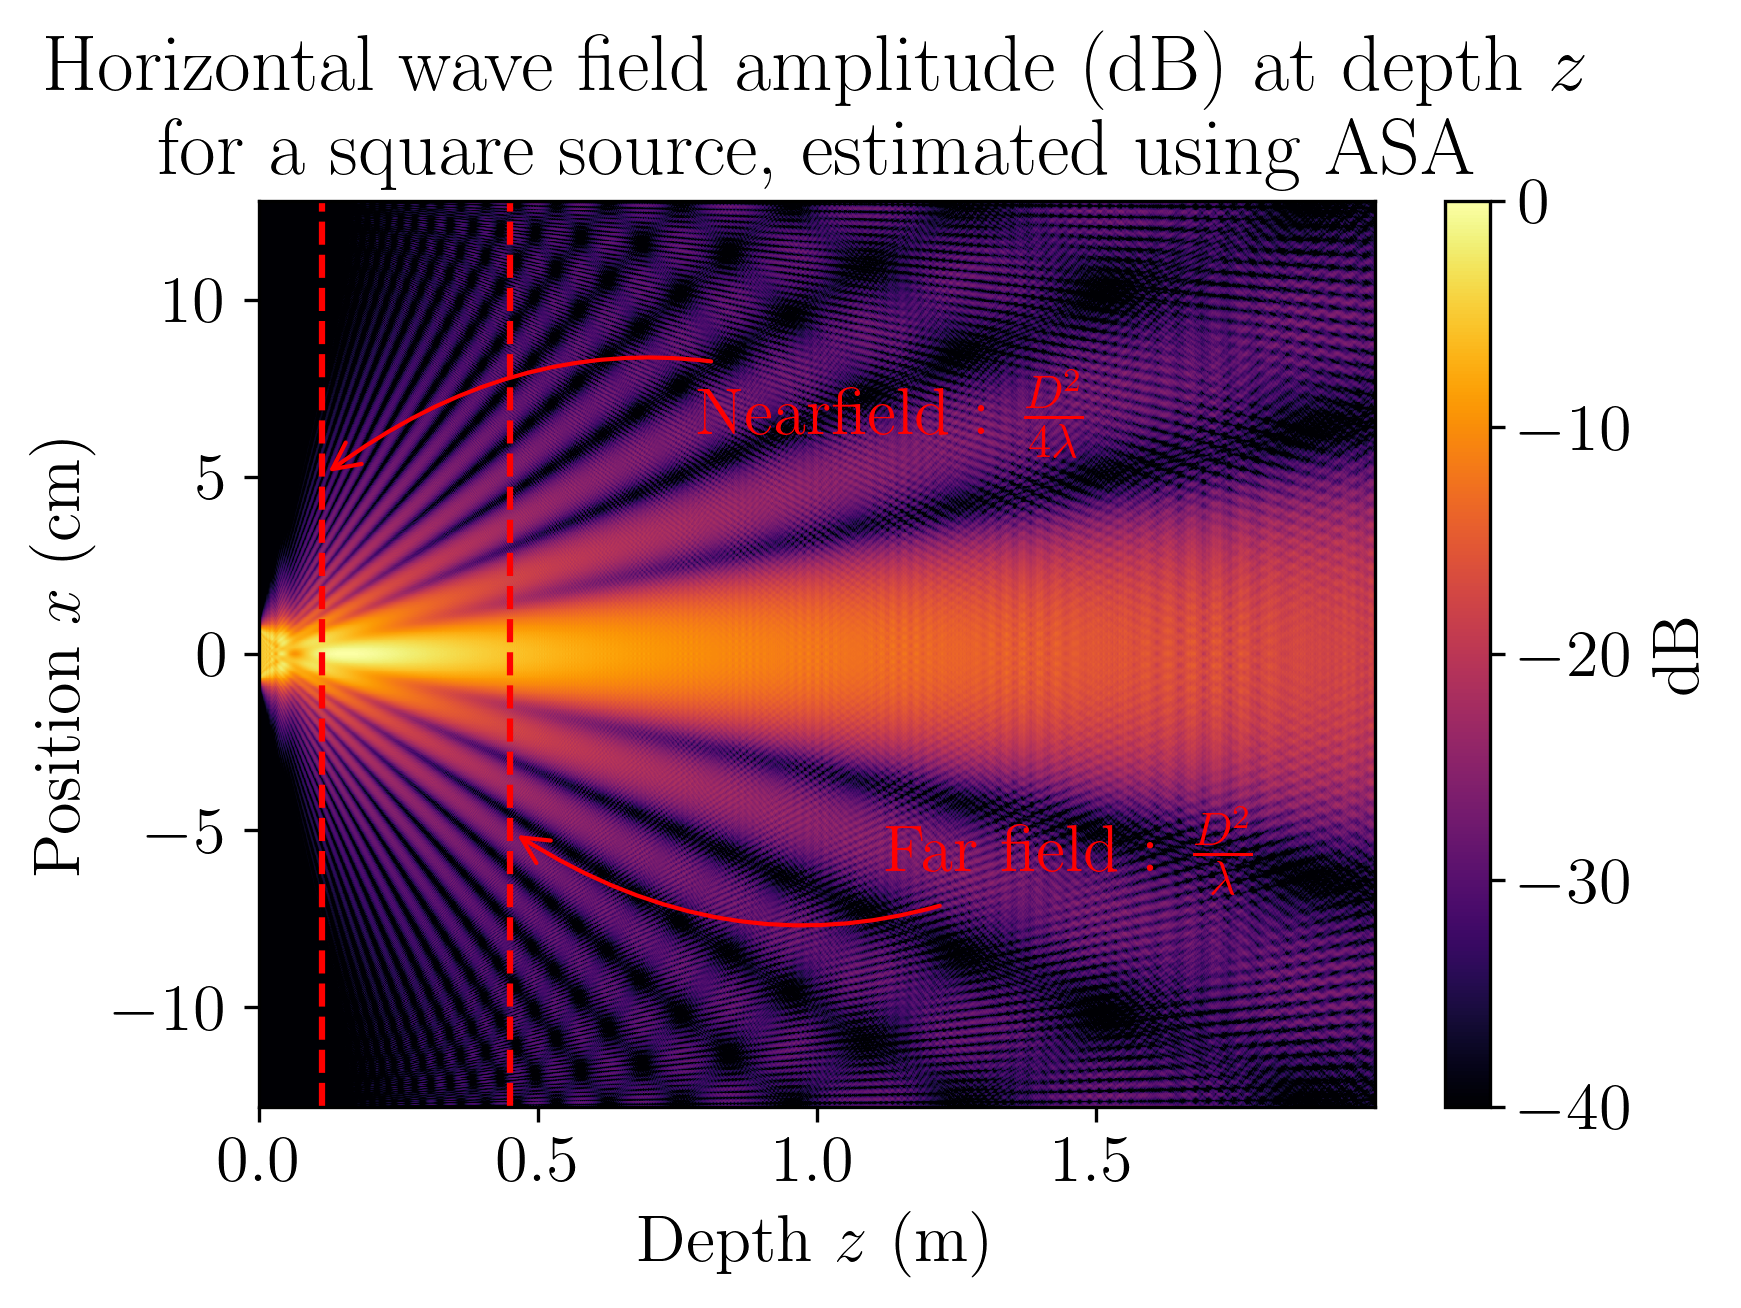 Horizontal wave field amplitude (dB) at depth z
for a square source, estimated using ASA
Position x (cm)
10
5
0
−5
−10
Nearfield : D²/4λ
Far field : D²/λ
0.0 0.5 1.0 1.5
Depth z (m)
0
−10
−20
−30
−40
dB